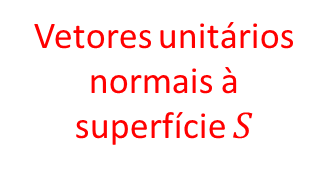 Vetores unitários
normais à
superfície S